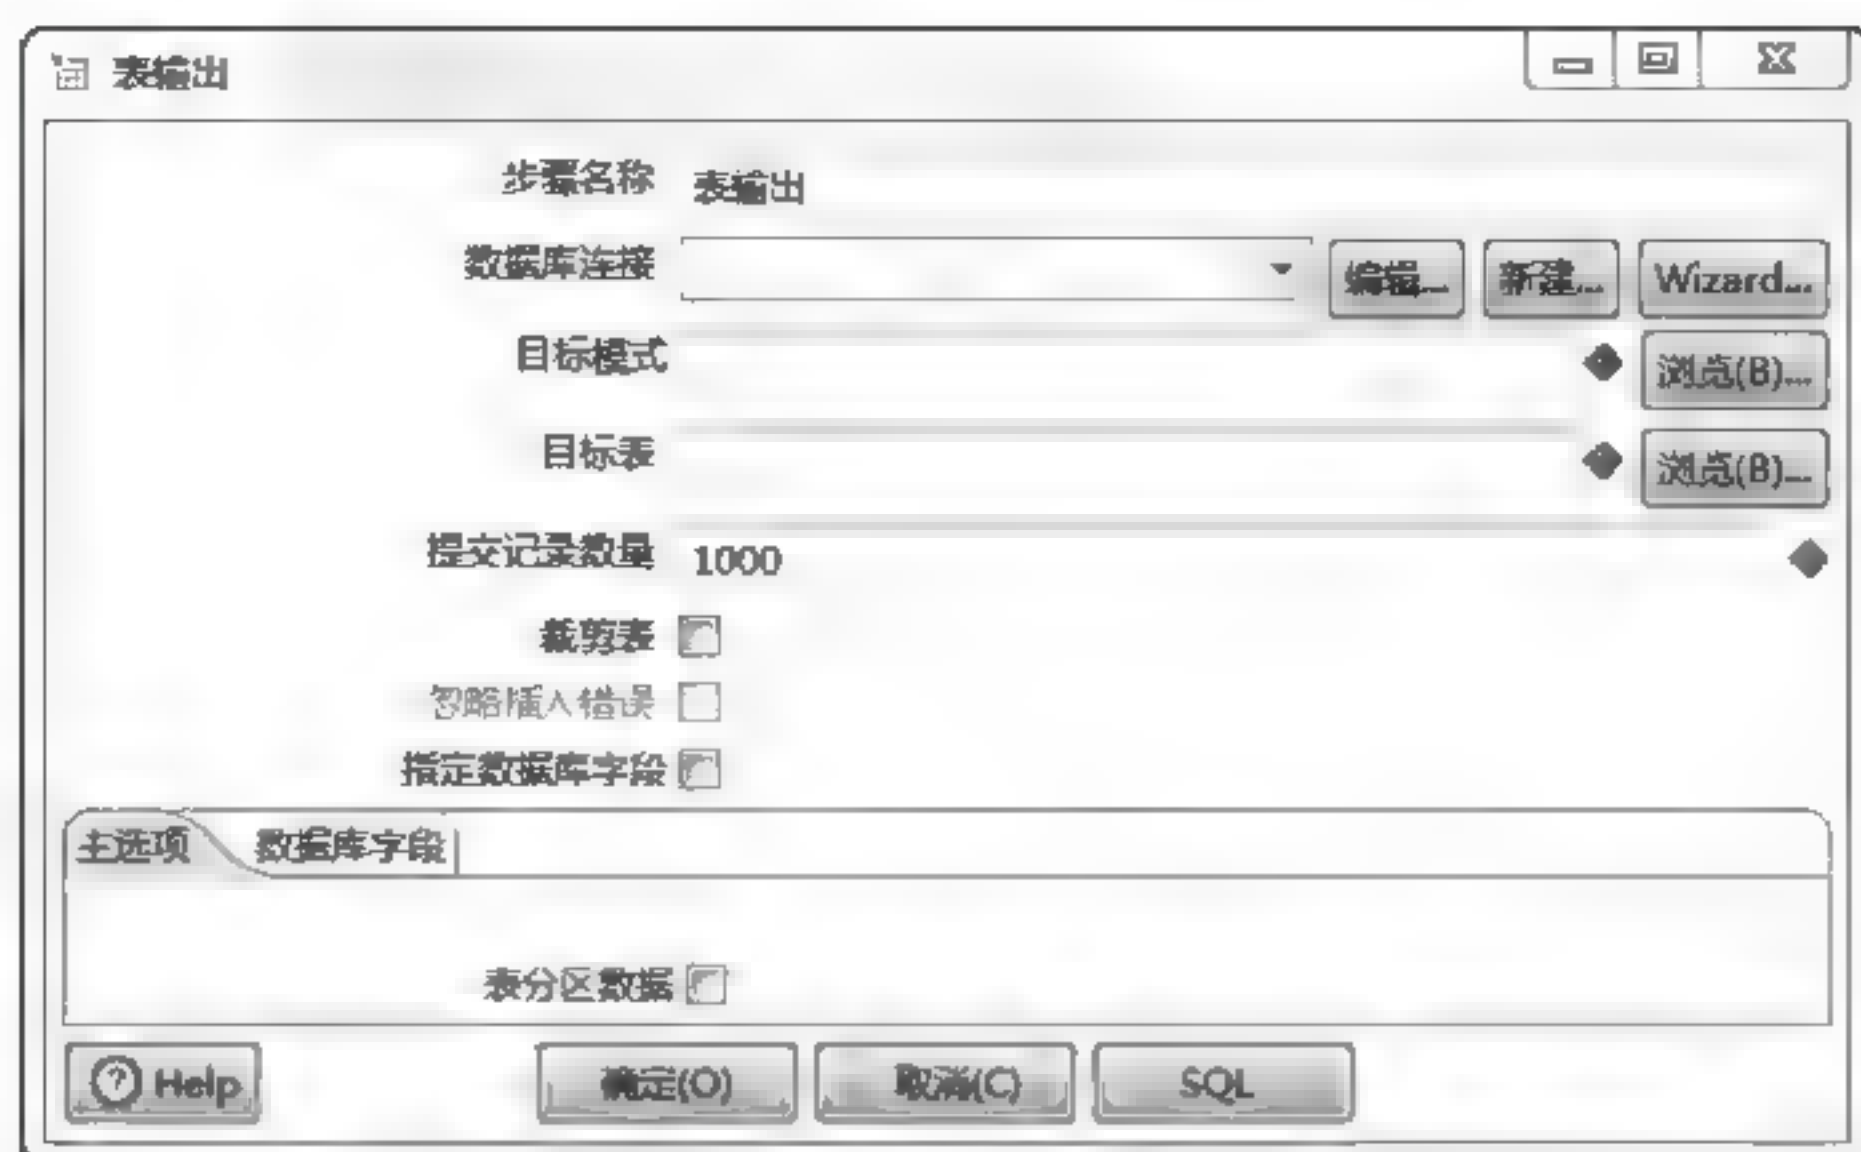 表输出
步骤名称 表输出
数据库连接 编辑... 新建... Wizard...
目标模式 浏览(B)...
目标表 浏览(B)...
提交记录数量 1000
裁剪表
忽略插入错误
指定数据库字段
主选项 数据库字段
表分区数据
Help 确定(O) 取消(C) SQL